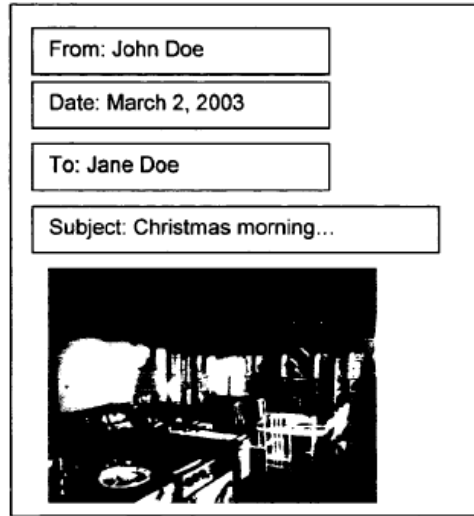 From: John Doe
Date: March 2, 2003
To: Jane Doe
Subject: Christmas morning...